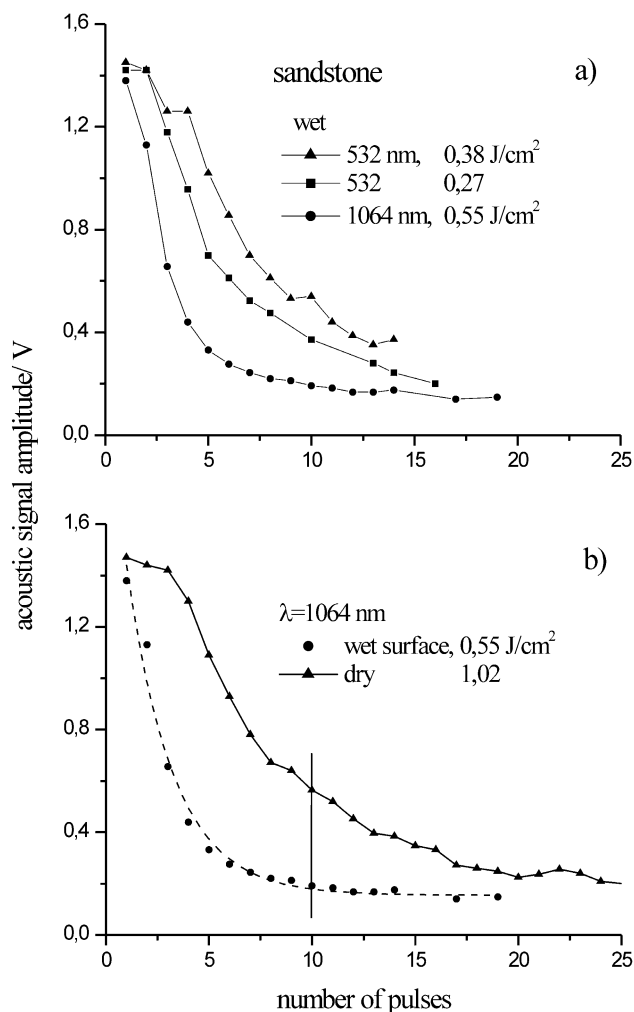 1,6
1,2
0,8
0,4
0,0
0
5
10
15
20
25
sandstone
a)
wet
532 nm, 0,38 J/cm²
532 0,27
1064 nm, 0,55 J/cm²
acoustic signal amplitude/ V
1,6
1,2
0,8
0,4
0,0
0
5
10
15
20
25
b)
λ=1064 nm
wet surface, 0,55 J/cm²
dry 1,02
number of pulses